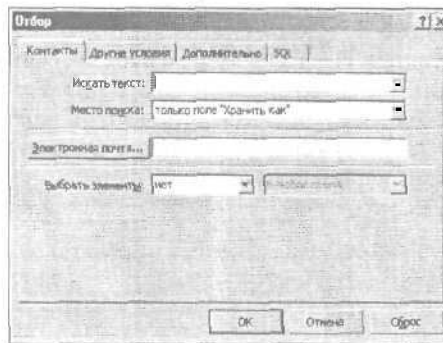 Отбор
Контакты Другие условия Дополнительно SQL
Искать текст:
Место поиска: только поле "Хранить как"
Электронная почта...
Выбрать элементы: нет
OK Отмена Сброс